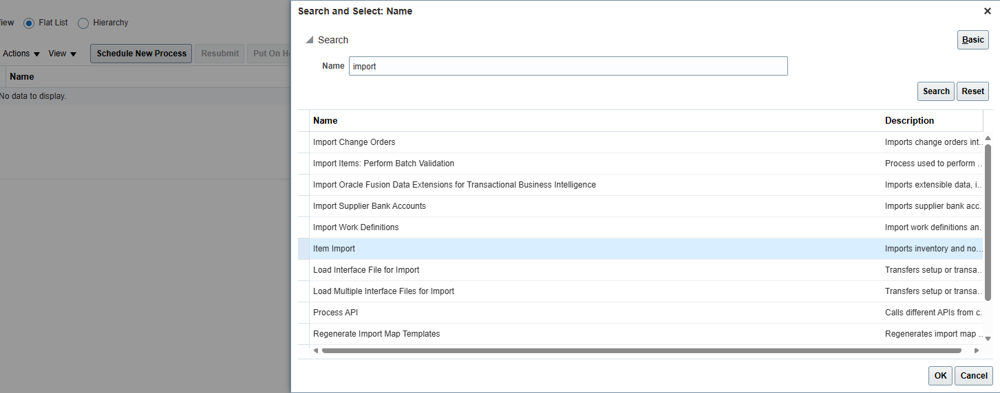 Search and Select: Name
iew Flat List Hierarchy
Search
Basic
Actions View Schedule New Process Resubmit Put On H
Name import
Search Reset
Name
No data to display.
Name Description
Import Change Orders Imports change orders int..
Import Items: Perform Batch Validation Process used to perform ..
Import Oracle Fusion Data Extensions for Transactional Business Intelligence Imports extensible data, i..
Import Supplier Bank Accounts Imports supplier bank acc.
Import Work Definitions Import work definitions an.
Item Import Imports inventory and no...
Load Interface File for Import Transfers setup or transa..
Load Multiple Interface Files for Import Transfers setup or transa..
Process API Calls different APIs from c.
Regenerate Import Map Templates Regenerates import map ..
OK Cancel